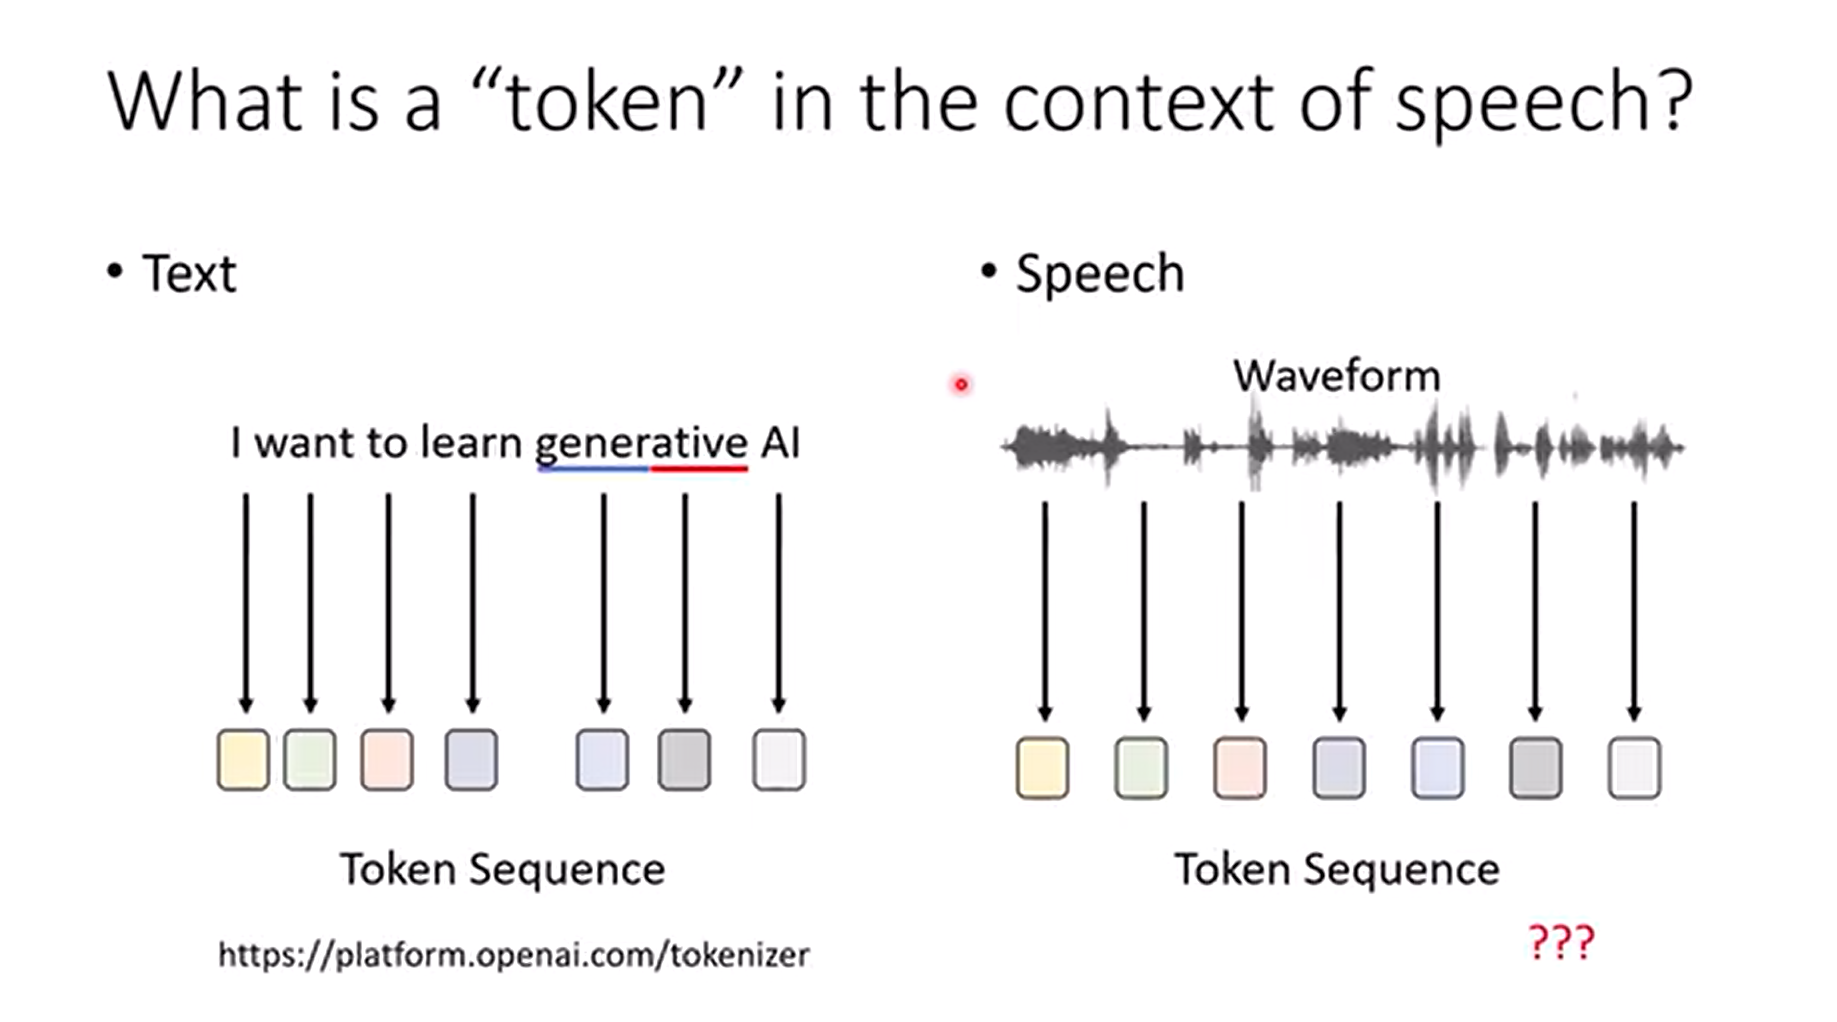 What is a “token” in the context of speech?
• Text
I want to learn generative AI
Token Sequence
https://platform.openai.com/tokenizer
• Speech
Waveform
Token Sequence
???